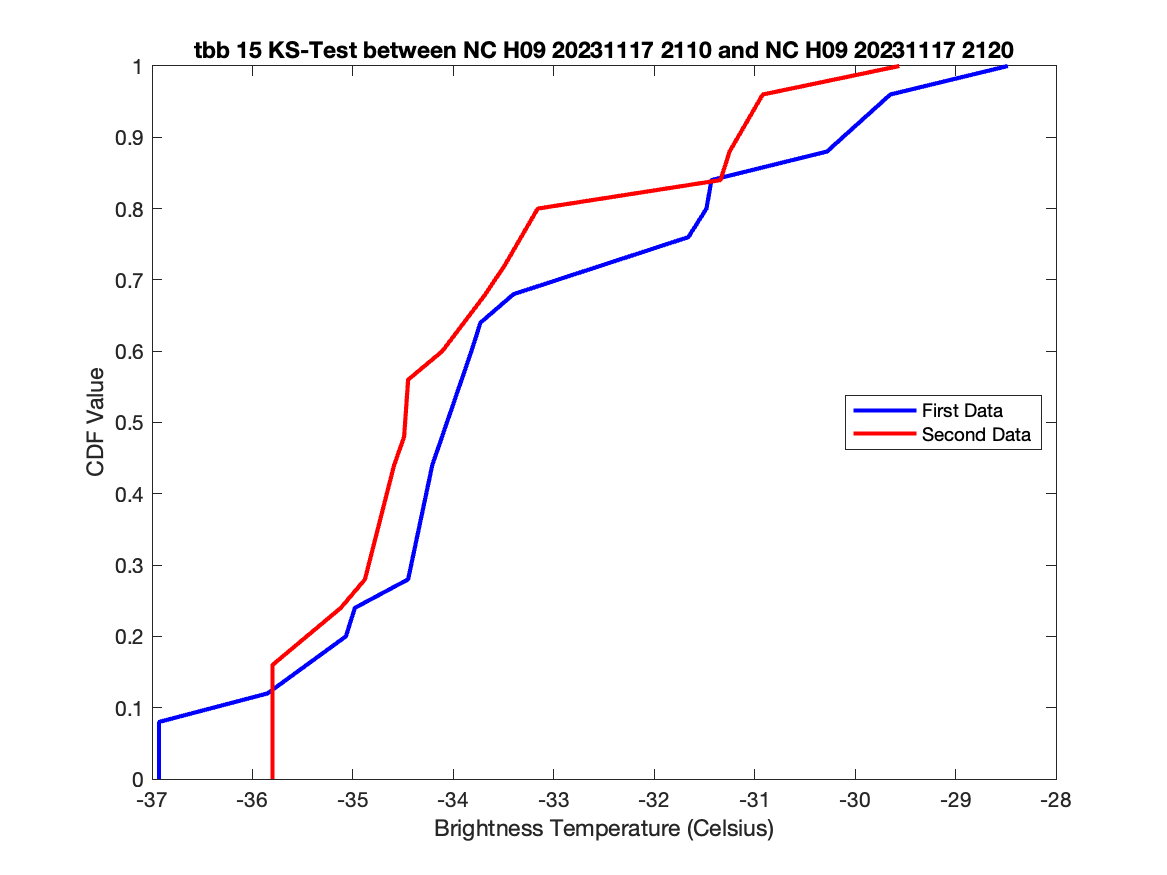 tbb 15 KS-Test between NC H09 20231117 2110 and NC H09 20231117 2120
1
0.9
0.8
0.7
0.6
0.5
0.4
0.3
0.2
0.1
0
CDF Value
First Data
Second Data
-37 -36 -35 -34 -33 -32 -31 -30 -29 -28
Brightness Temperature (Celsius)